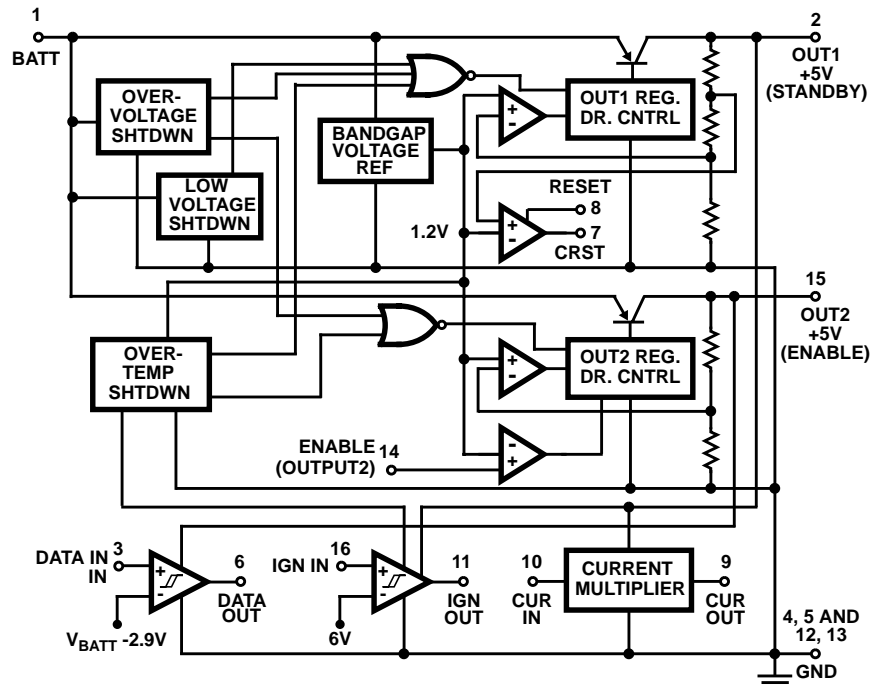 1
BATT
2
OUT1
+5V
(STANDBY)
OVER-
VOLTAGE
SHTDWN
LOW
VOLTAGE
SHTDWN
BANDGAP
VOLTAGE
REF
+
-
OUT1 REG.
DR. CNTRL
RESET
8
1.2V
+
-
7
CRST
15
OUT2
+5V
(ENABLE)
OVER-
TEMP
SHTDWN
+
-
OUT2 REG.
DR. CNTRL
ENABLE
(OUTPUT2)
14
-
+
DATA IN
IN
3
+
-
6
DATA
OUT
VBATT -2.9V
IGN IN
16
+
-
11
IGN
OUT
6V
10
CUR
IN
CURRENT
MULTIPLIER
9
CUR
OUT
4, 5 AND
12, 13
GND